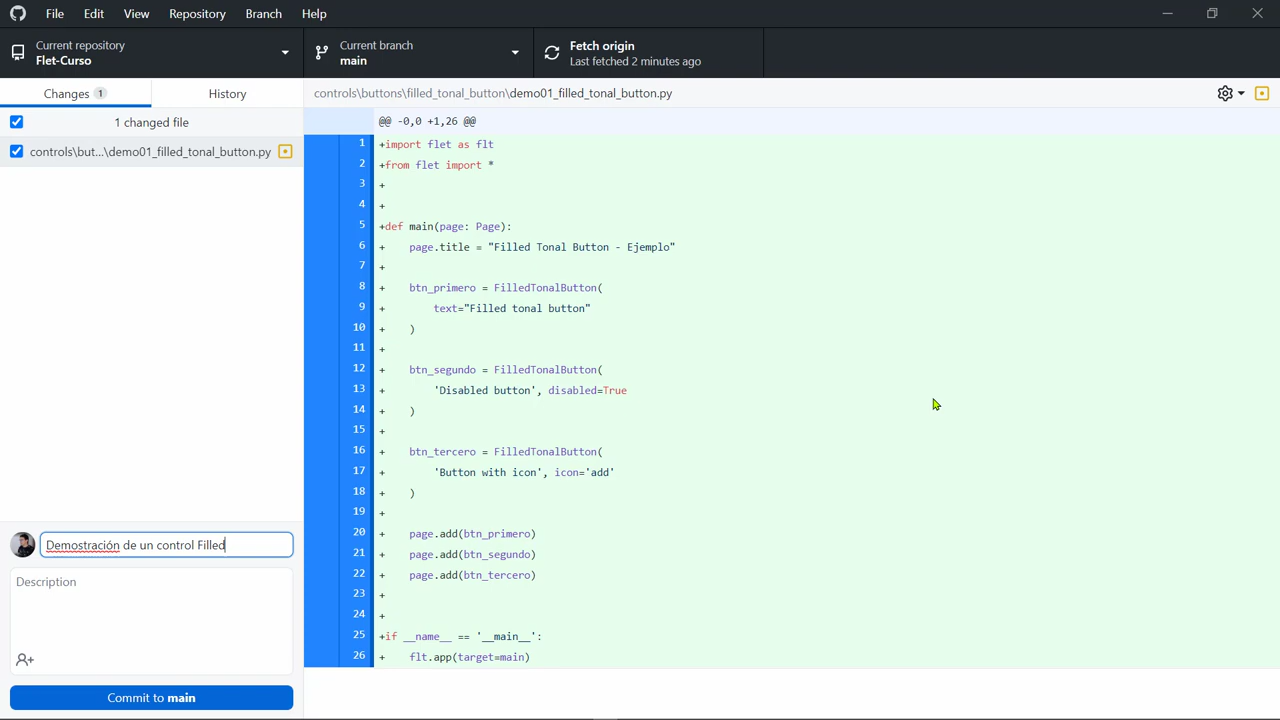 File Edit View Repository Branch Help
Current repository
Flet-Curso
Current branch
main
Fetch origin
Last fetched 2 minutes ago
Changes 1
History
controls\buttons\filled_tonal_button\demo01_filled_tonal_button.py
1 changed file
controls\but...\demo01_filled_tonal_button.py
@@ -0,0 +1,26 @@
1 +import flet as flt
2 +from flet import *
3 +
4 +
5 +def main(page: Page):
6 +    page.title = "Filled Tonal Button - Ejemplo"
7 +
8 +    btn_primero = FilledTonalButton(
9 +        text="Filled tonal button"
10 +    )
11 +
12 +    btn_segundo = FilledTonalButton(
13 +        'Disabled button', disabled=True
14 +    )
15 +
16 +    btn_tercero = FilledTonalButton(
17 +        'Button with icon', icon='add'
18 +    )
19 +
20 +    page.add(btn_primero)
21 +    page.add(btn_segundo)
22 +    page.add(btn_tercero)
23 +
24 +
25 +if __name__ == '__main__':
26 +    flt.app(target=main)
Demostración de un control Filled
Description
Commit to main